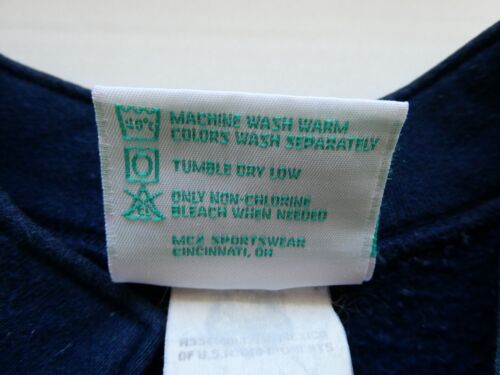 40°C
MACHINE WASH WARM
COLORS WASH SEPARATELY
TUMBLE DRY LOW
ONLY NON-CHLORINE
BLEACH WHEN NEEDED
MCZ SPORTSWEAR
CINCINNATI, OH
OF U.S.